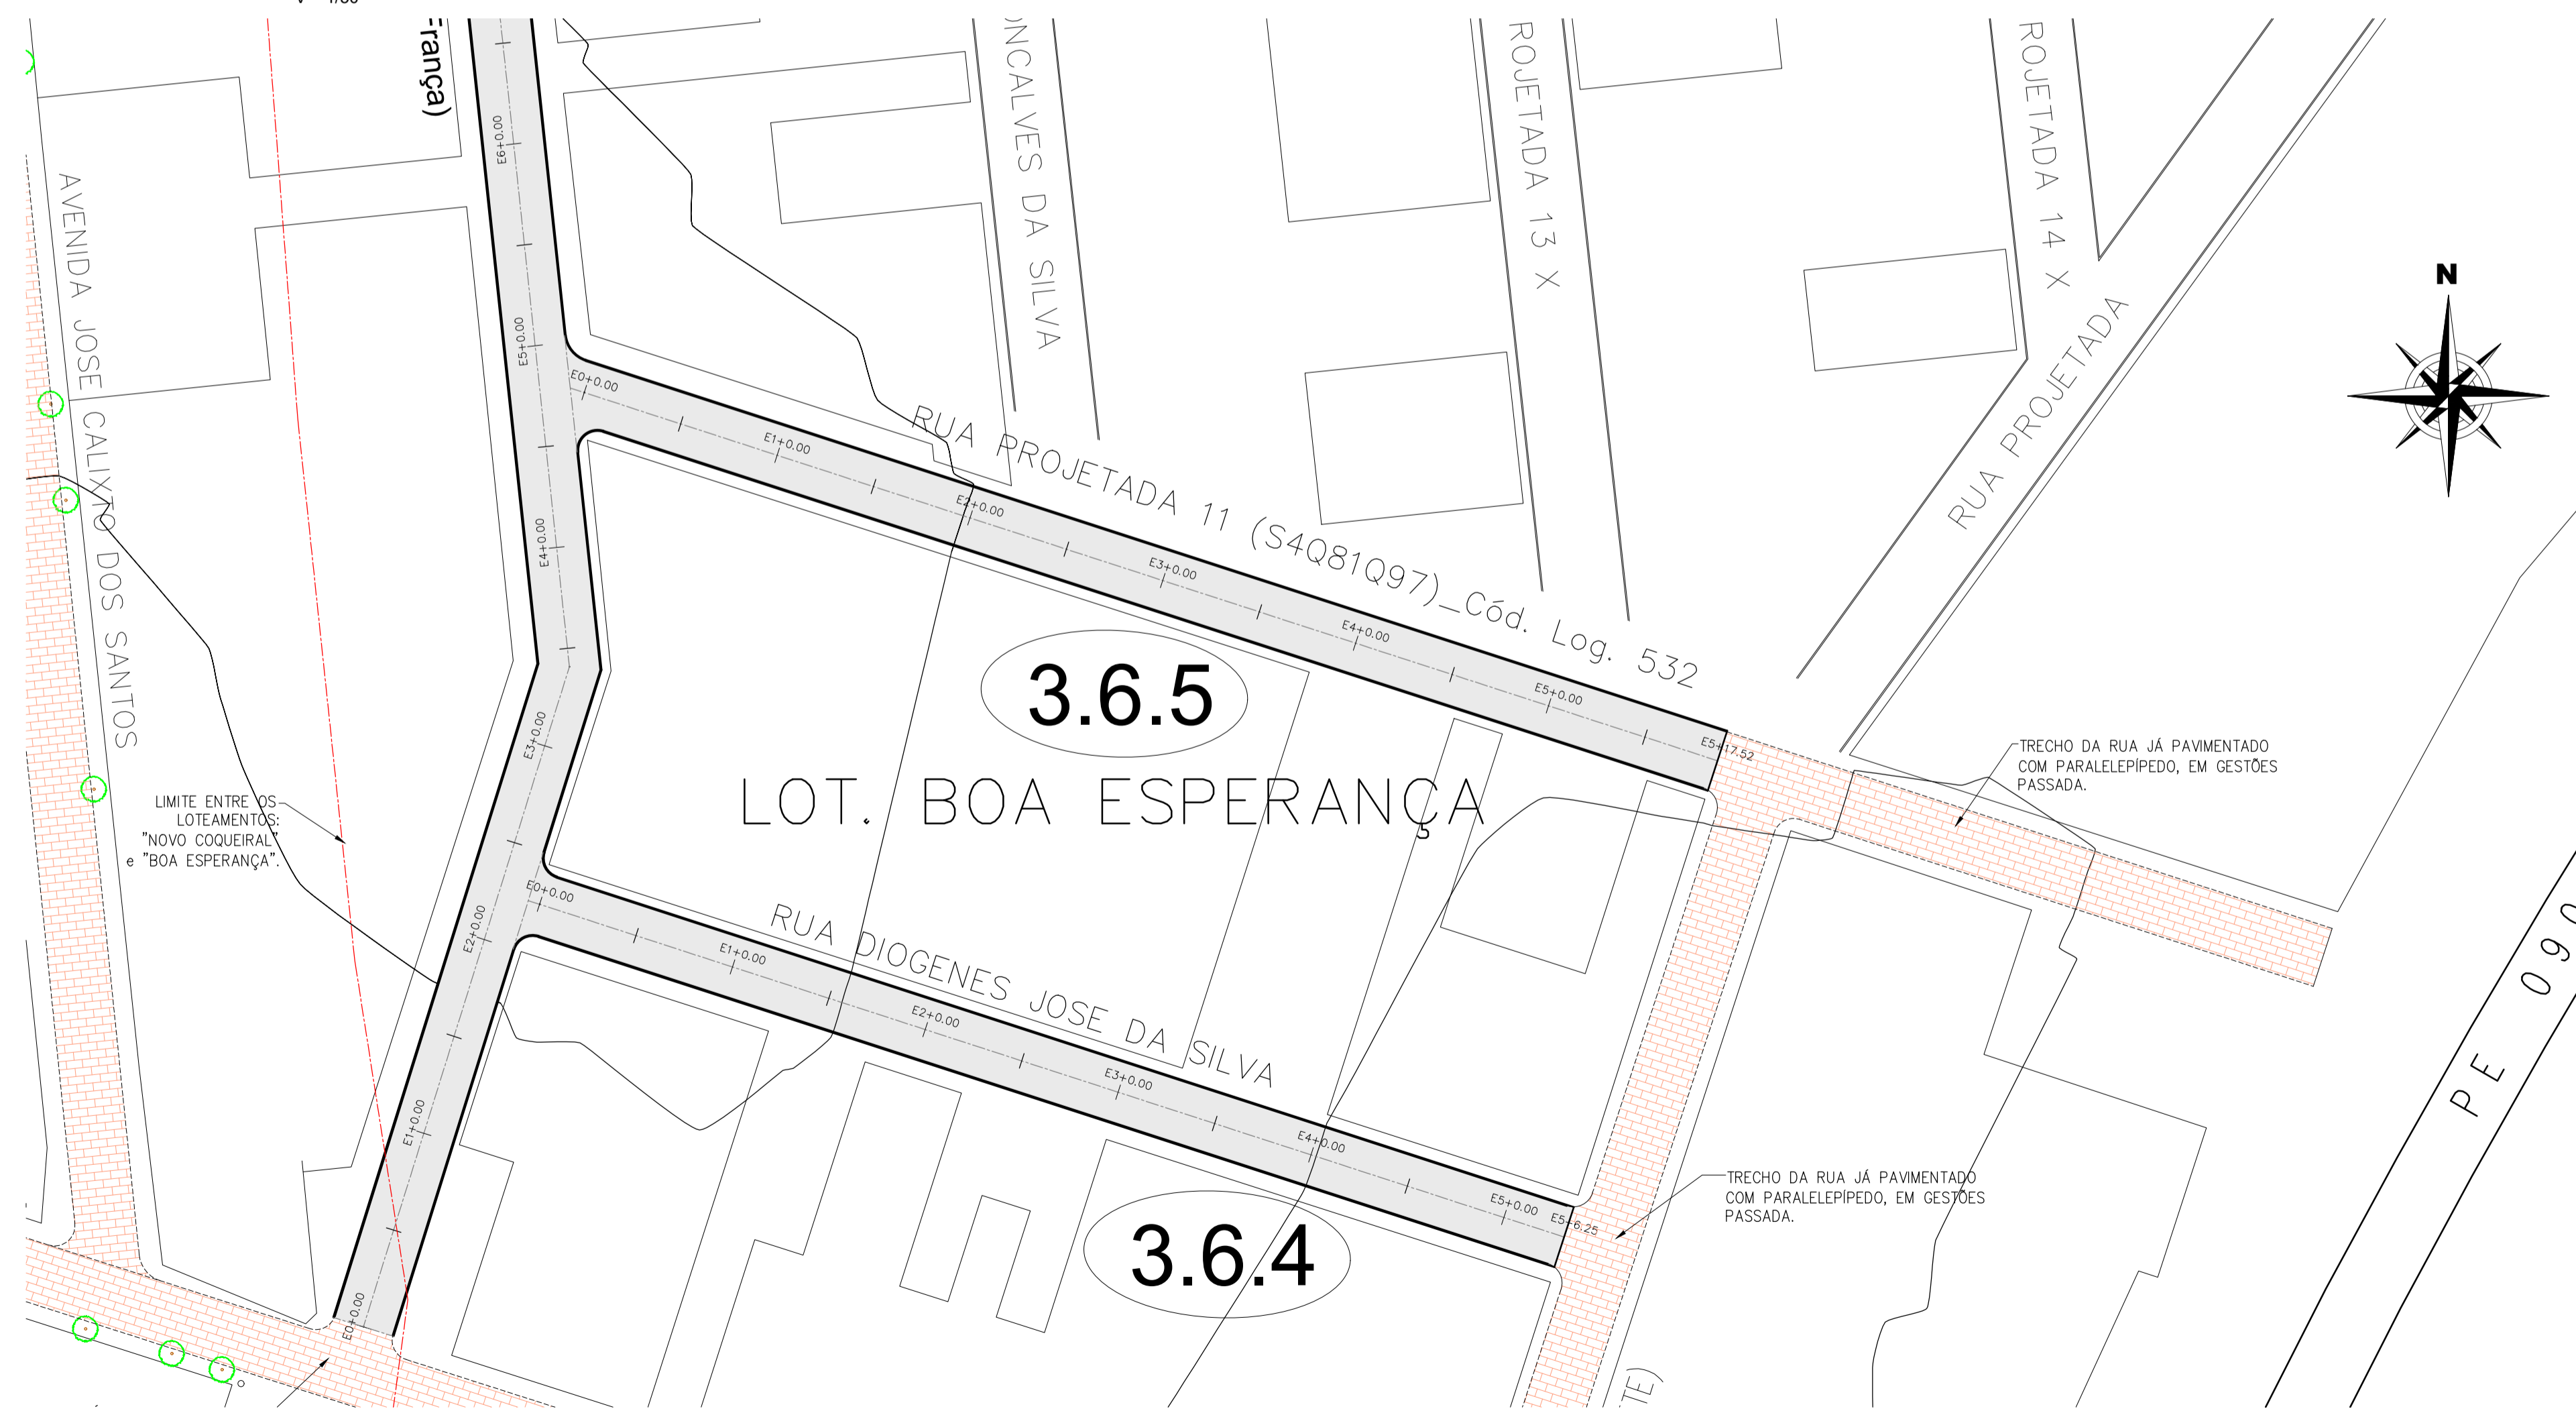 1/50
rança)
ONCALVES DA SILVA
ROJETADA 13 X
ROJETADA 14 X
RUA PROJETADA
N
AVENIDA JOSE CALIXTO DOS SANTOS
E6+0.00
E5+0.00
E4+0.00
E3+0.00
E2+0.00
E1+0.00
E0+0.00
E0+0.00
E1+0.00
E2+0.00
E3+0.00
E4+0.00
E5+0.00
E5+17.52
RUA PROJETADA 11 (S4Q81Q97)_Cód. Log. 532
3.6.5
LOT. BOA ESPERANÇA
TRECHO DA RUA JÁ PAVIMENTADO
COM PARALELEPÍPEDO, EM GESTÕES
PASSADA.
LIMITE ENTRE OS
LOTEAMENTOS:
"NOVO COQUEIRAL"
e "BOA ESPERANÇA".
E0+0.00
E1+0.00
E2+0.00
E3+0.00
E4+0.00
E5+0.00
E5+6.25
RUA DIOGENES JOSE DA SILVA
3.6.4
TRECHO DA RUA JÁ PAVIMENTADO
COM PARALELEPÍPEDO, EM GESTÕES
PASSADA.
PE 090
TE)